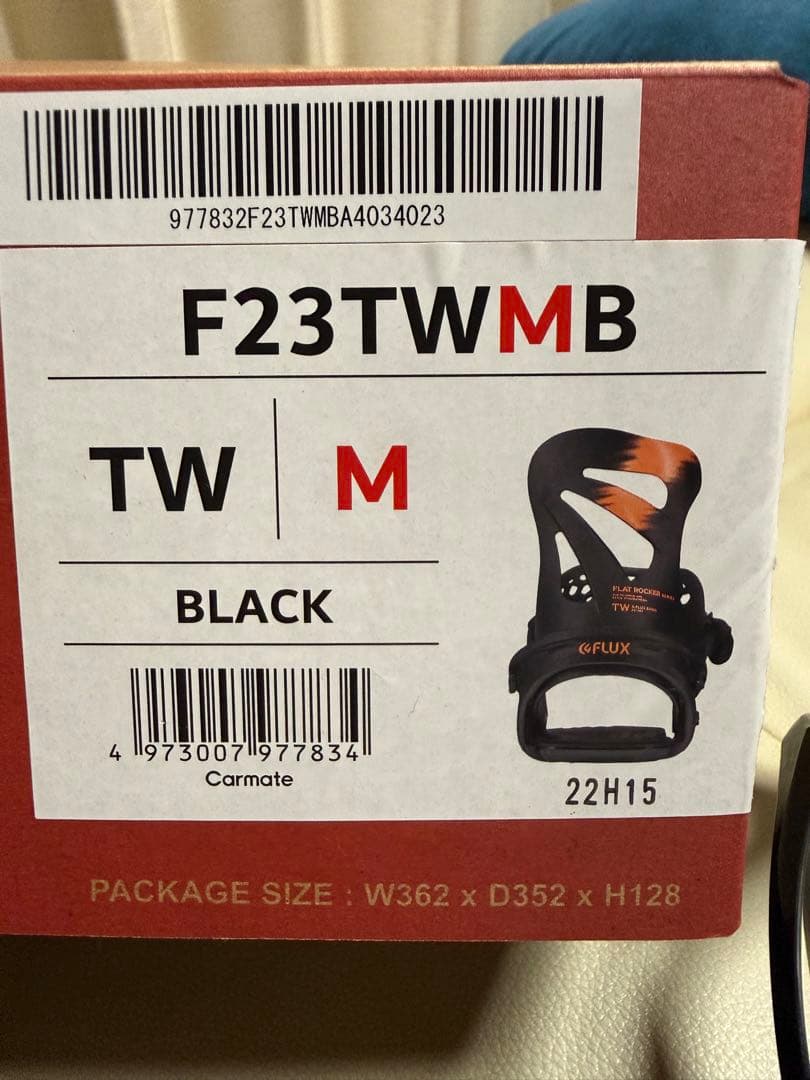 977832F23TWMBA4034023
F23TWMB
TW
M
BLACK
FLAT ROCKER
TW
FLUX
4 973007 977834
Carmate
22H15
PACKAGE SIZE : W362 x D352 x H128